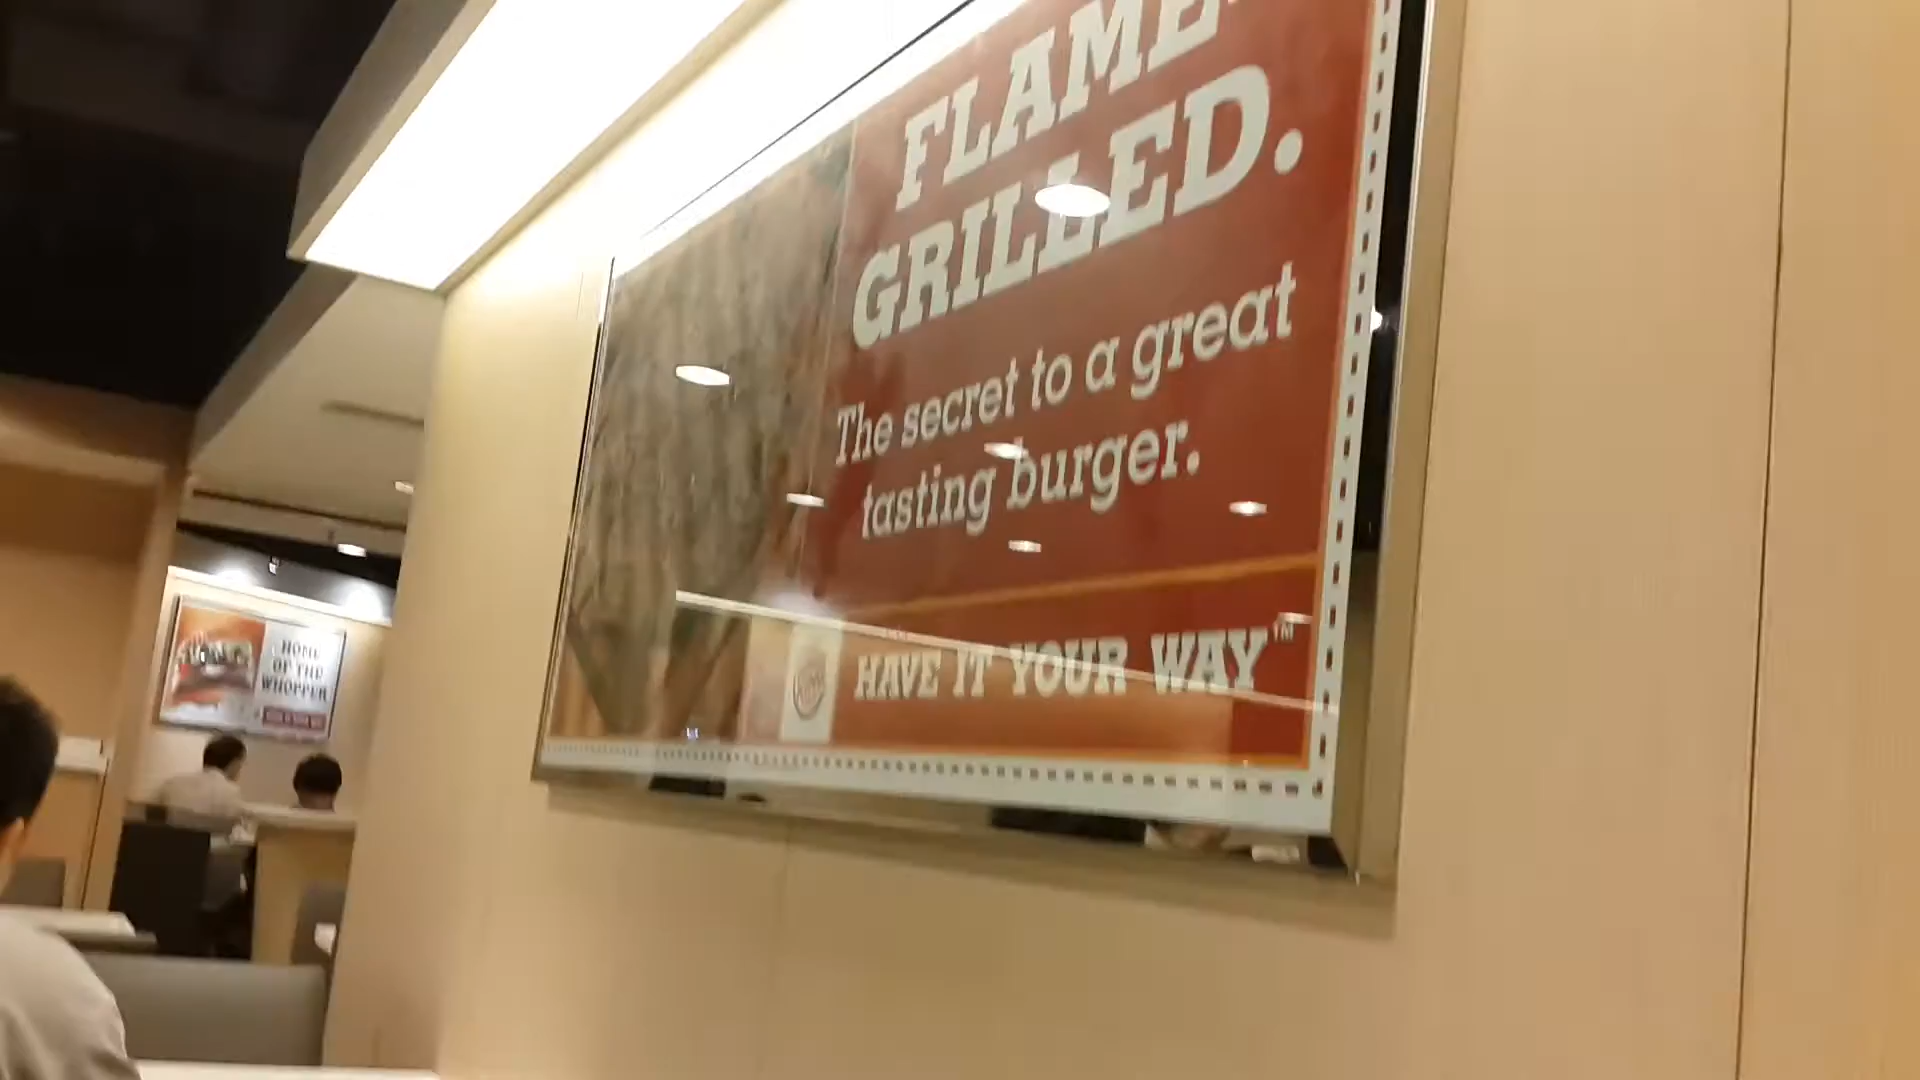 FLAME-
GRILLED.
The secret to a great
tasting burger.
HAVE IT YOUR WAY™
HOME
OF THE
WHOPPER